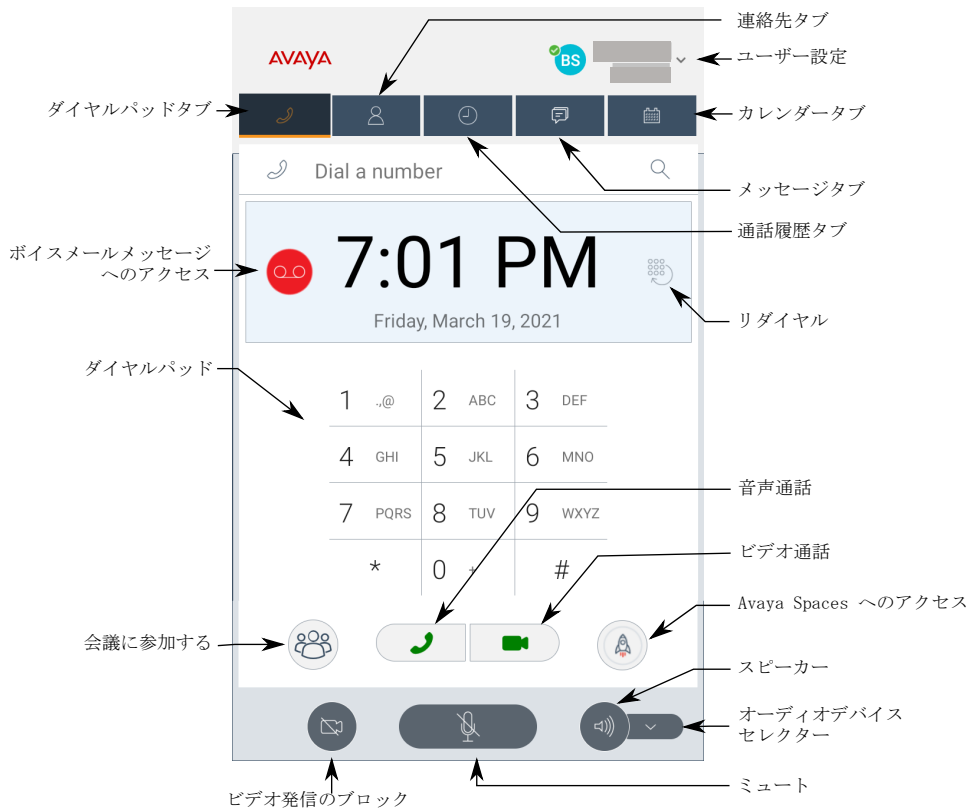 連絡先タブ
AVAYA
BS
ユーザー設定
ダイヤルパッドタブ
カレンダータブ
Dial a number
メッセージタブ
通話履歴タブ
ボイスメールメッセージ
へのアクセス
7:01 PM
Friday, March 19, 2021
リダイヤル
ダイヤルパッド
1 .,@ 2 ABC 3 DEF
4 GHI 5 JKL 6 MNO
7 PQRS 8 TUV 9 WXYZ
* 0 + #
音声通話
ビデオ通話
Avaya Spaces へのアクセス
会議に参加する
スピーカー
オーディオデバイス
セレクター
ミュート
ビデオ発信のブロック